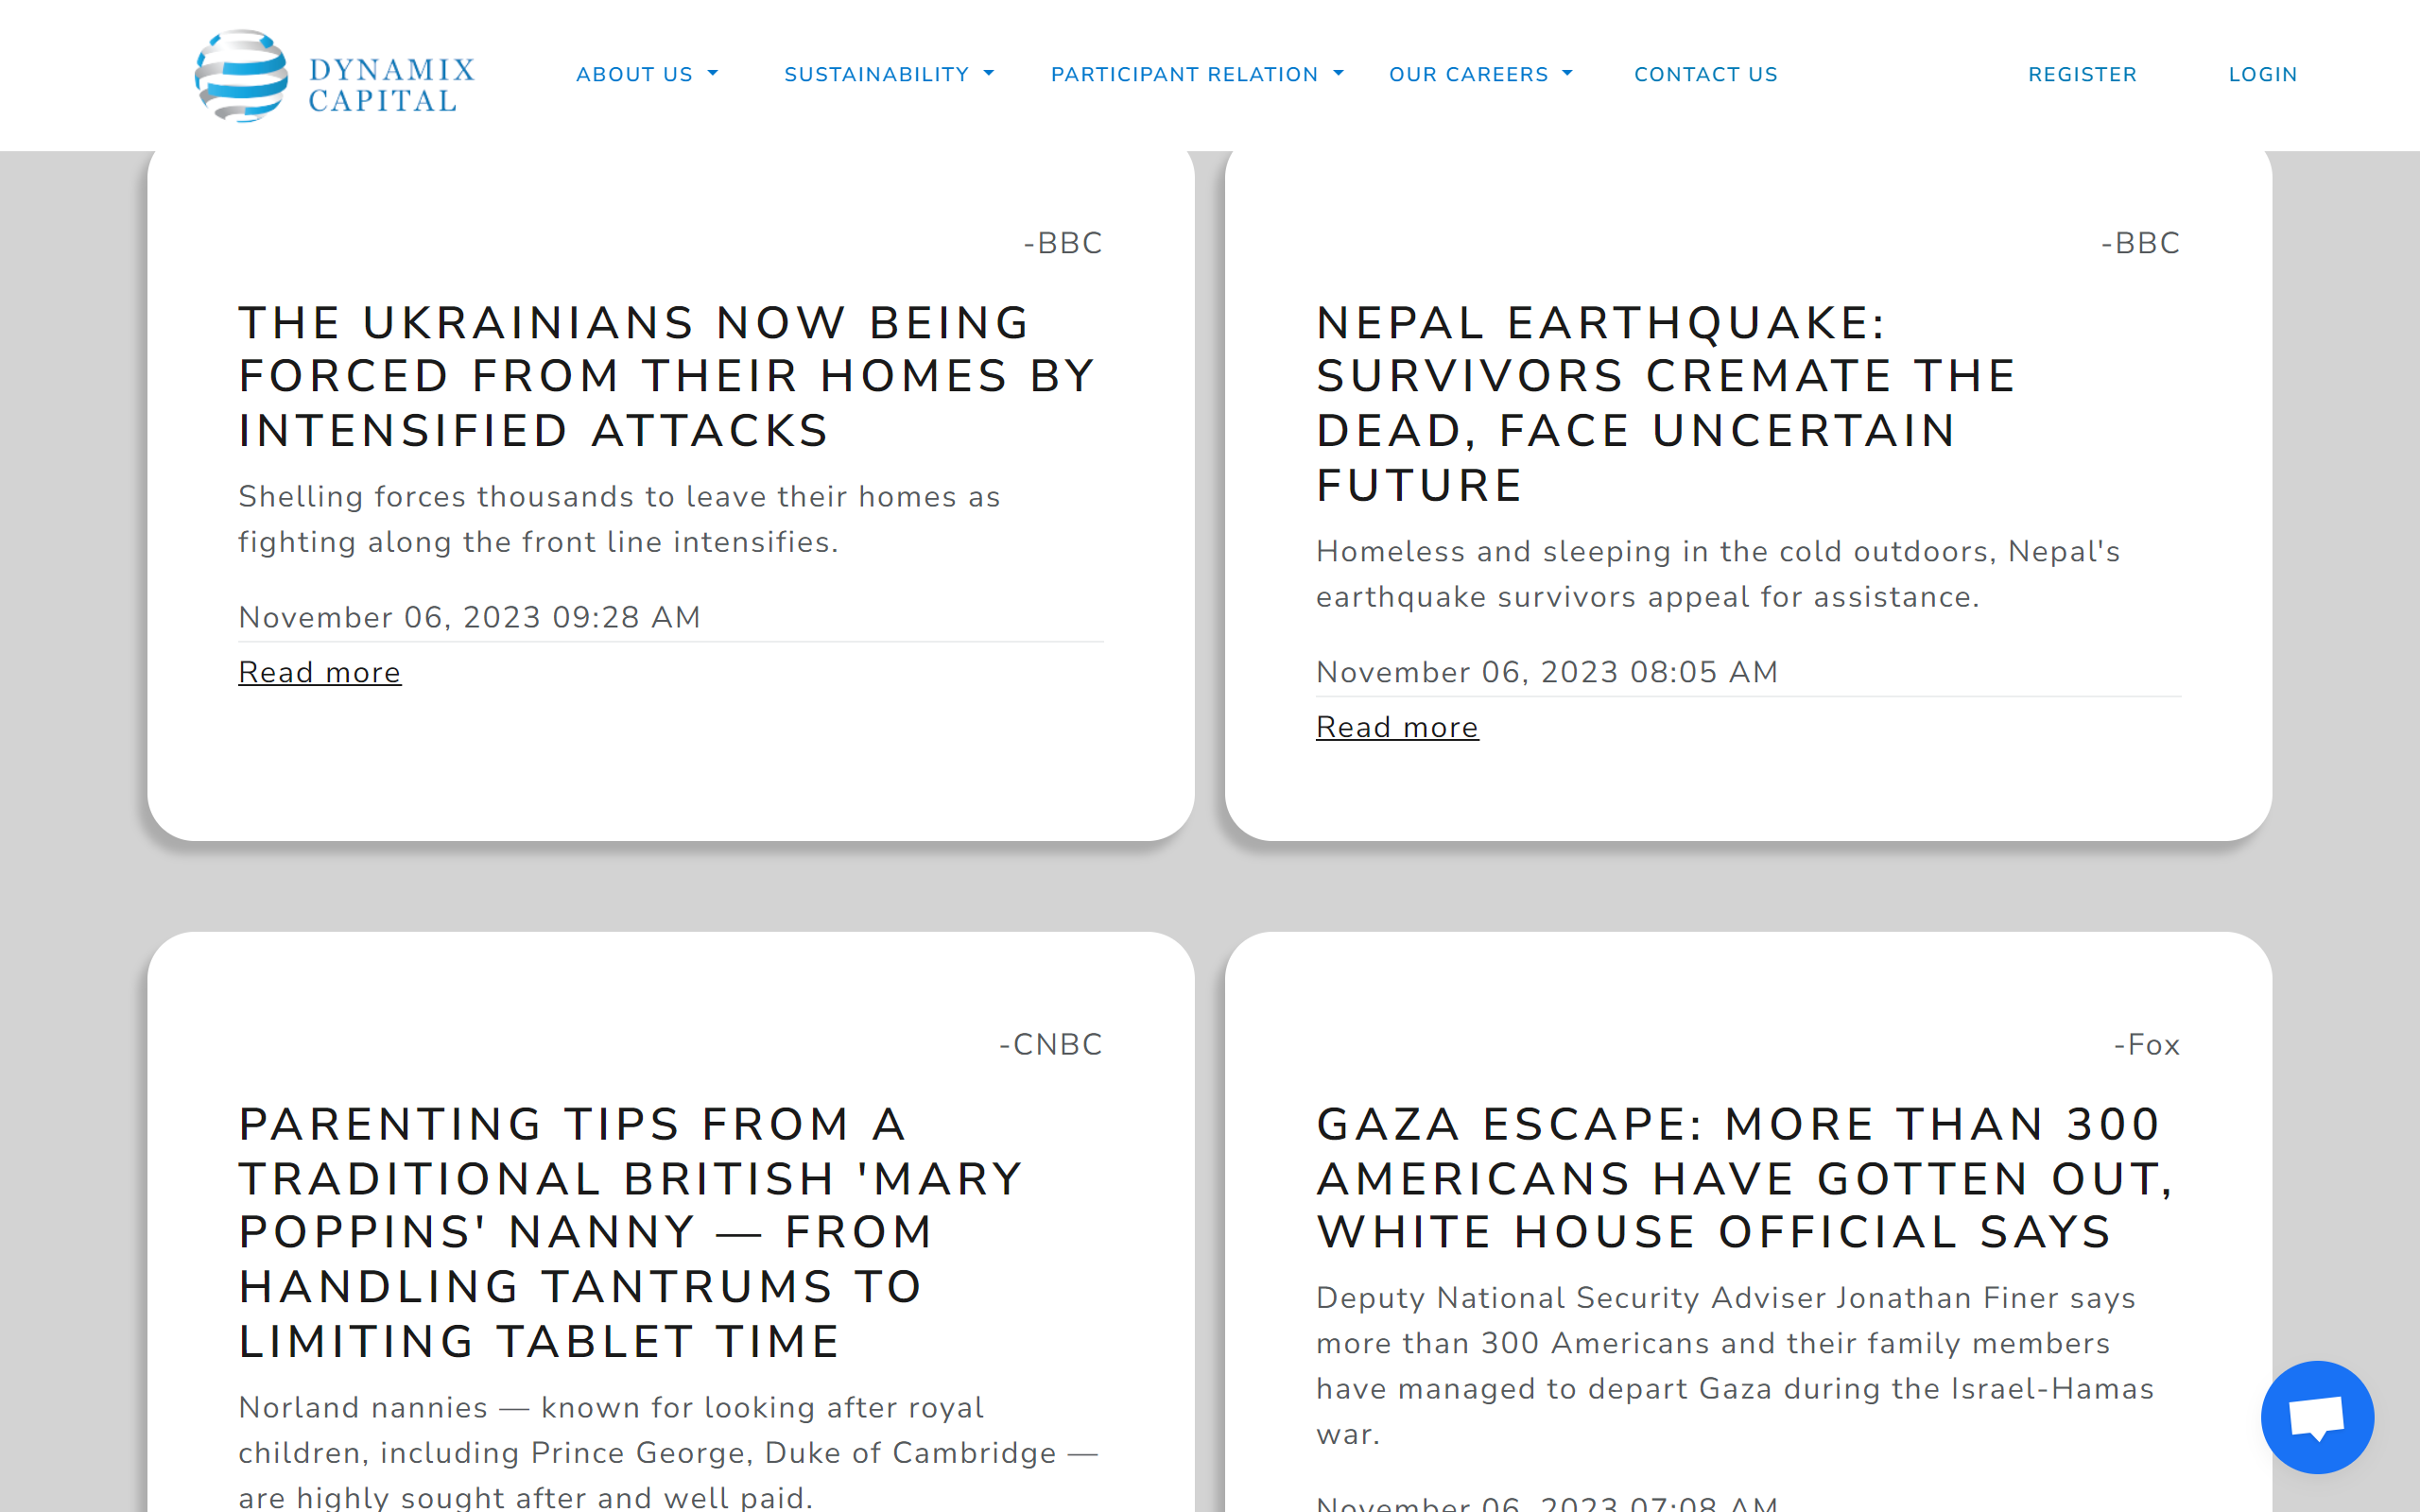 DYNAMIX
CAPITAL
ABOUT US
SUSTAINABILITY
PARTICIPANT RELATION
OUR CAREERS
CONTACT US
REGISTER
LOGIN
-BBC
THE UKRAINIANS NOW BEING
FORCED FROM THEIR HOMES BY
INTENSIFIED ATTACKS
Shelling forces thousands to leave their homes as
fighting along the front line intensifies.
November 06, 2023 09:28 AM
Read more
-BBC
NEPAL EARTHQUAKE:
SURVIVORS CREMATE THE
DEAD, FACE UNCERTAIN
FUTURE
Homeless and sleeping in the cold outdoors, Nepal's
earthquake survivors appeal for assistance.
November 06, 2023 08:05 AM
Read more
-CNBC
PARENTING TIPS FROM A
TRADITIONAL BRITISH 'MARY
POPPINS' NANNY — FROM
HANDLING TANTRUMS TO
LIMITING TABLET TIME
Norland nannies — known for looking after royal
children, including Prince George, Duke of Cambridge —
are highly sought after and well paid.
-Fox
GAZA ESCAPE: MORE THAN 300
AMERICANS HAVE GOTTEN OUT,
WHITE HOUSE OFFICIAL SAYS
Deputy National Security Adviser Jonathan Finer says
more than 300 Americans and their family members
have managed to depart Gaza during the Israel-Hamas
war.
November 06, 2023 07:08 AM